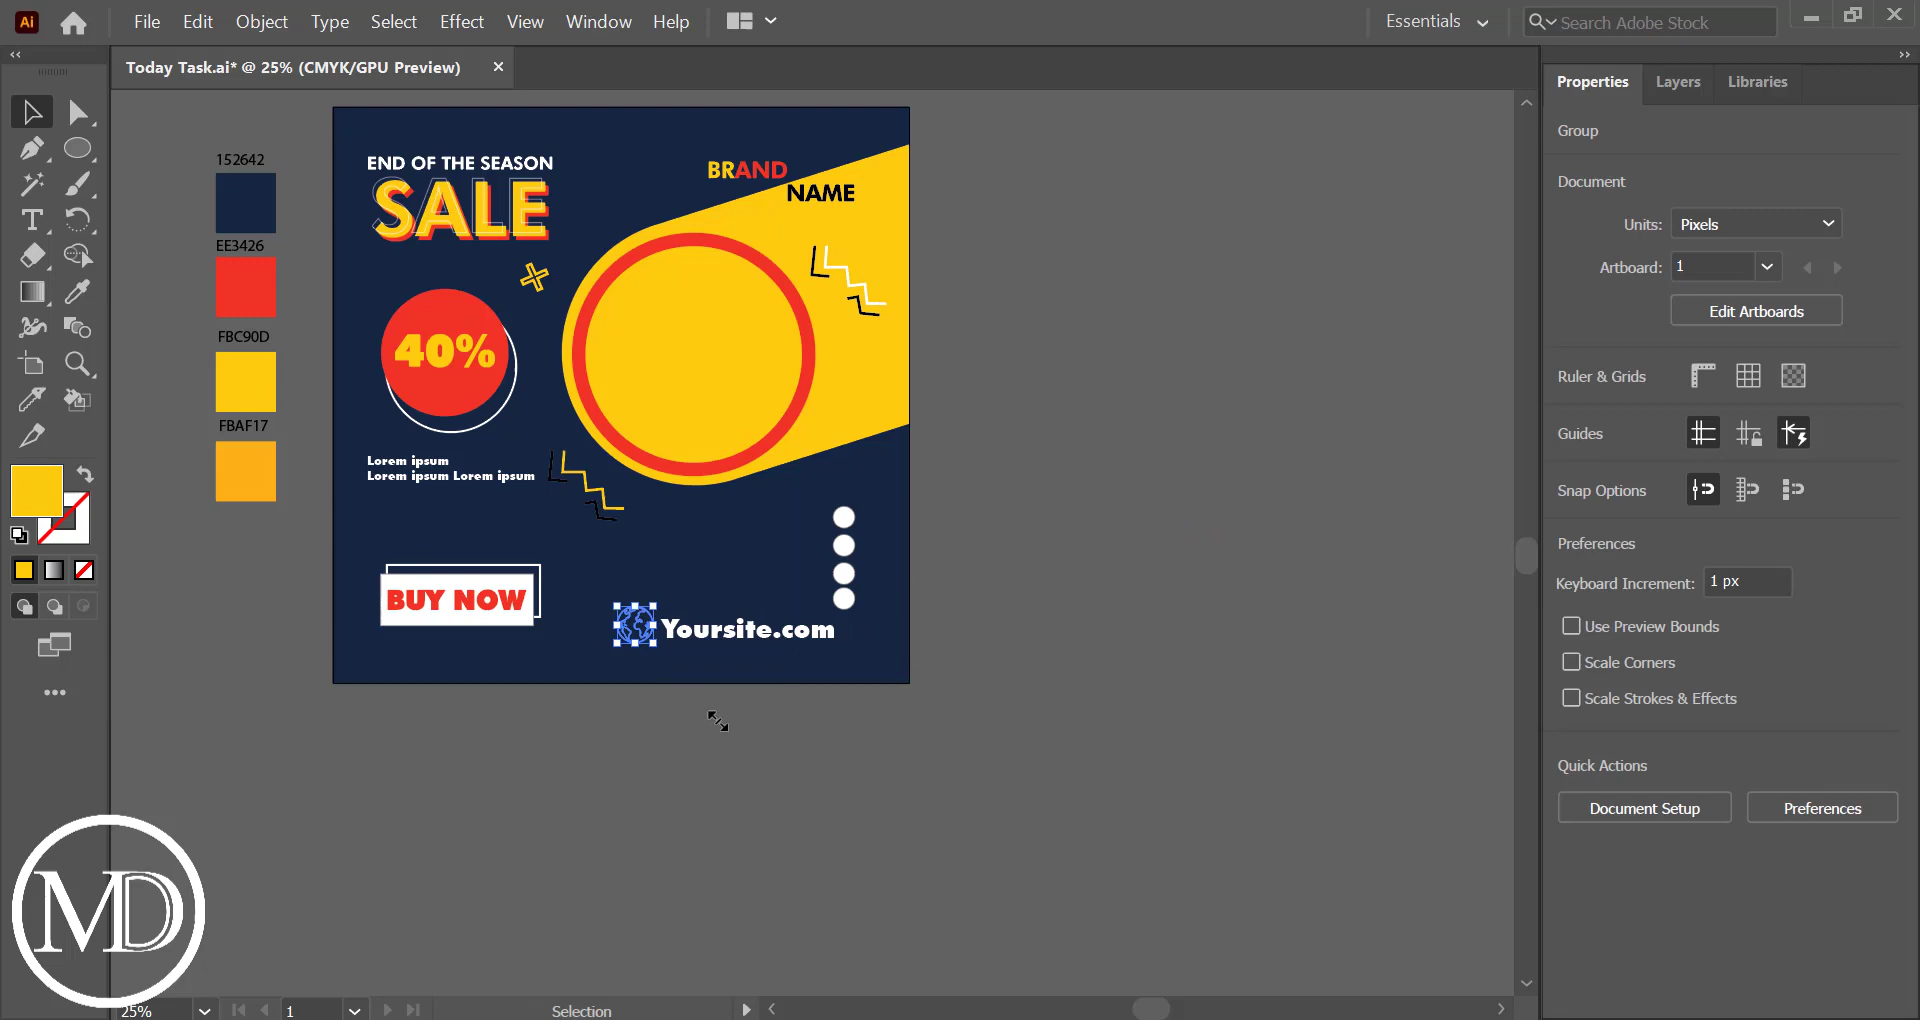 Ai File Edit Object Type Select Effect View Window Help Essentials Search Adobe Stock
Today Task.ai* @ 25% (CMYK/GPU Preview)
Properties Layers Libraries
Group
Document
Units: Pixels
Artboard: 1
Edit Artboards
Ruler & Grids
Guides
Snap Options
Preferences
Keyboard Increment: 1 px
Use Preview Bounds
Scale Corners
Scale Strokes & Effects
Quick Actions
Document Setup Preferences
152642
EE3426
FBC90D
FBAF17
END OF THE SEASON
SALE
BRAND
NAME
40%
Lorem ipsum
Lorem ipsum Lorem ipsum
BUY NOW
Yoursite.com
MD
25% 1 Selection